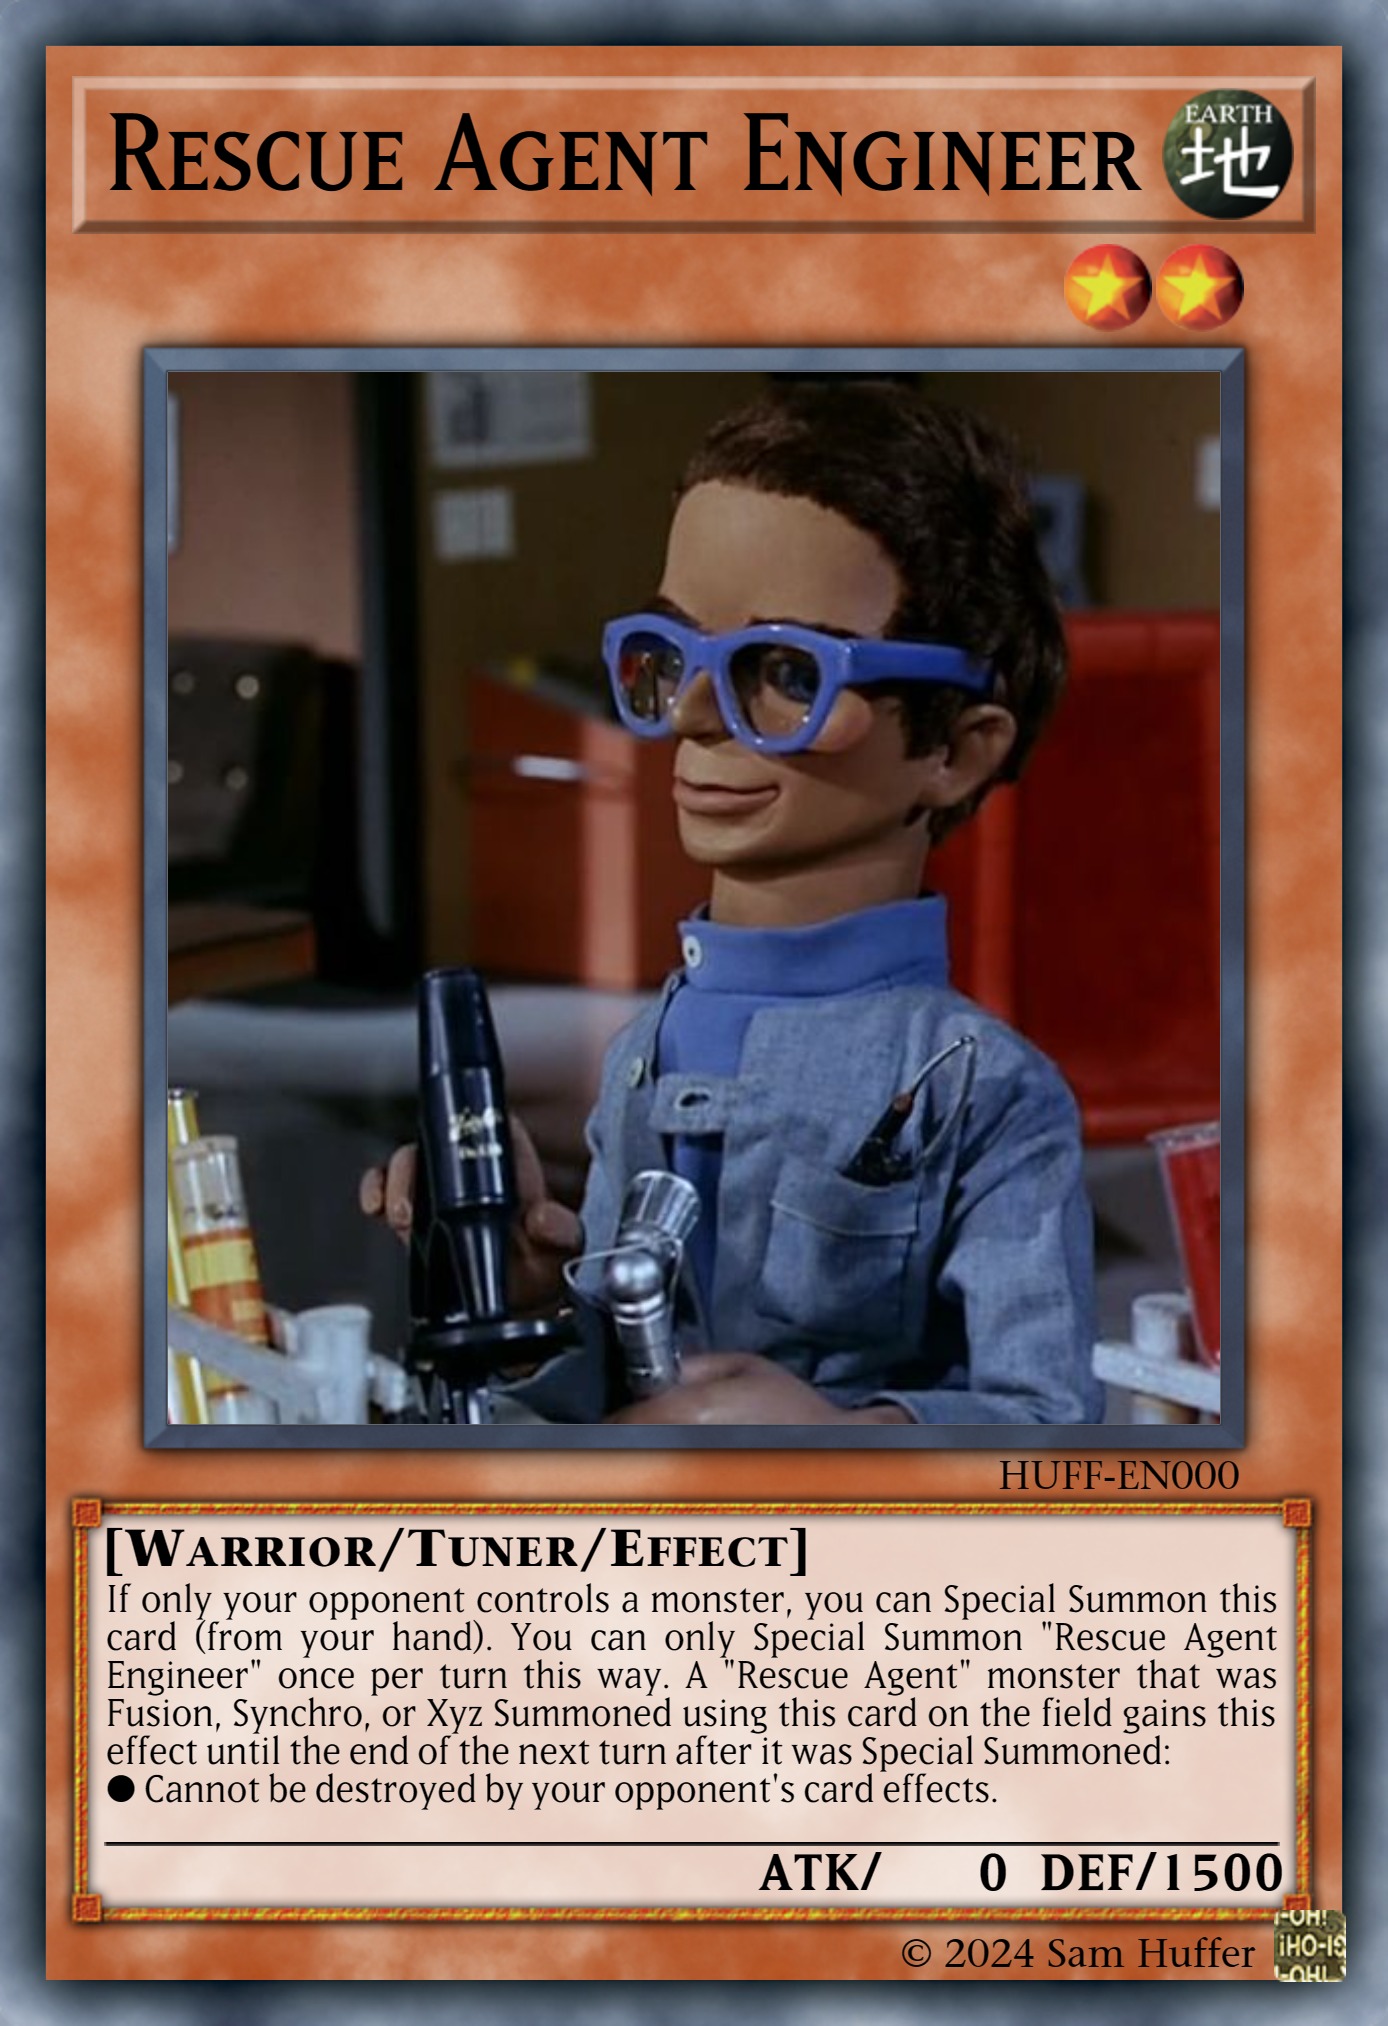 Rescue Agent Engineer
EARTH
地
HUFF-EN000
[Warrior/Tuner/Effect]
If only your opponent controls a monster, you can Special Summon this
card (from your hand). You can only Special Summon "Rescue Agent
Engineer" once per turn this way. A "Rescue Agent" monster that was
Fusion, Synchro, or Xyz Summoned using this card on the field gains this
effect until the end of the next turn after it was Special Summoned:
● Cannot be destroyed by your opponent's card effects.
ATK/ 0 DEF/1500
© 2024 Sam Huffer